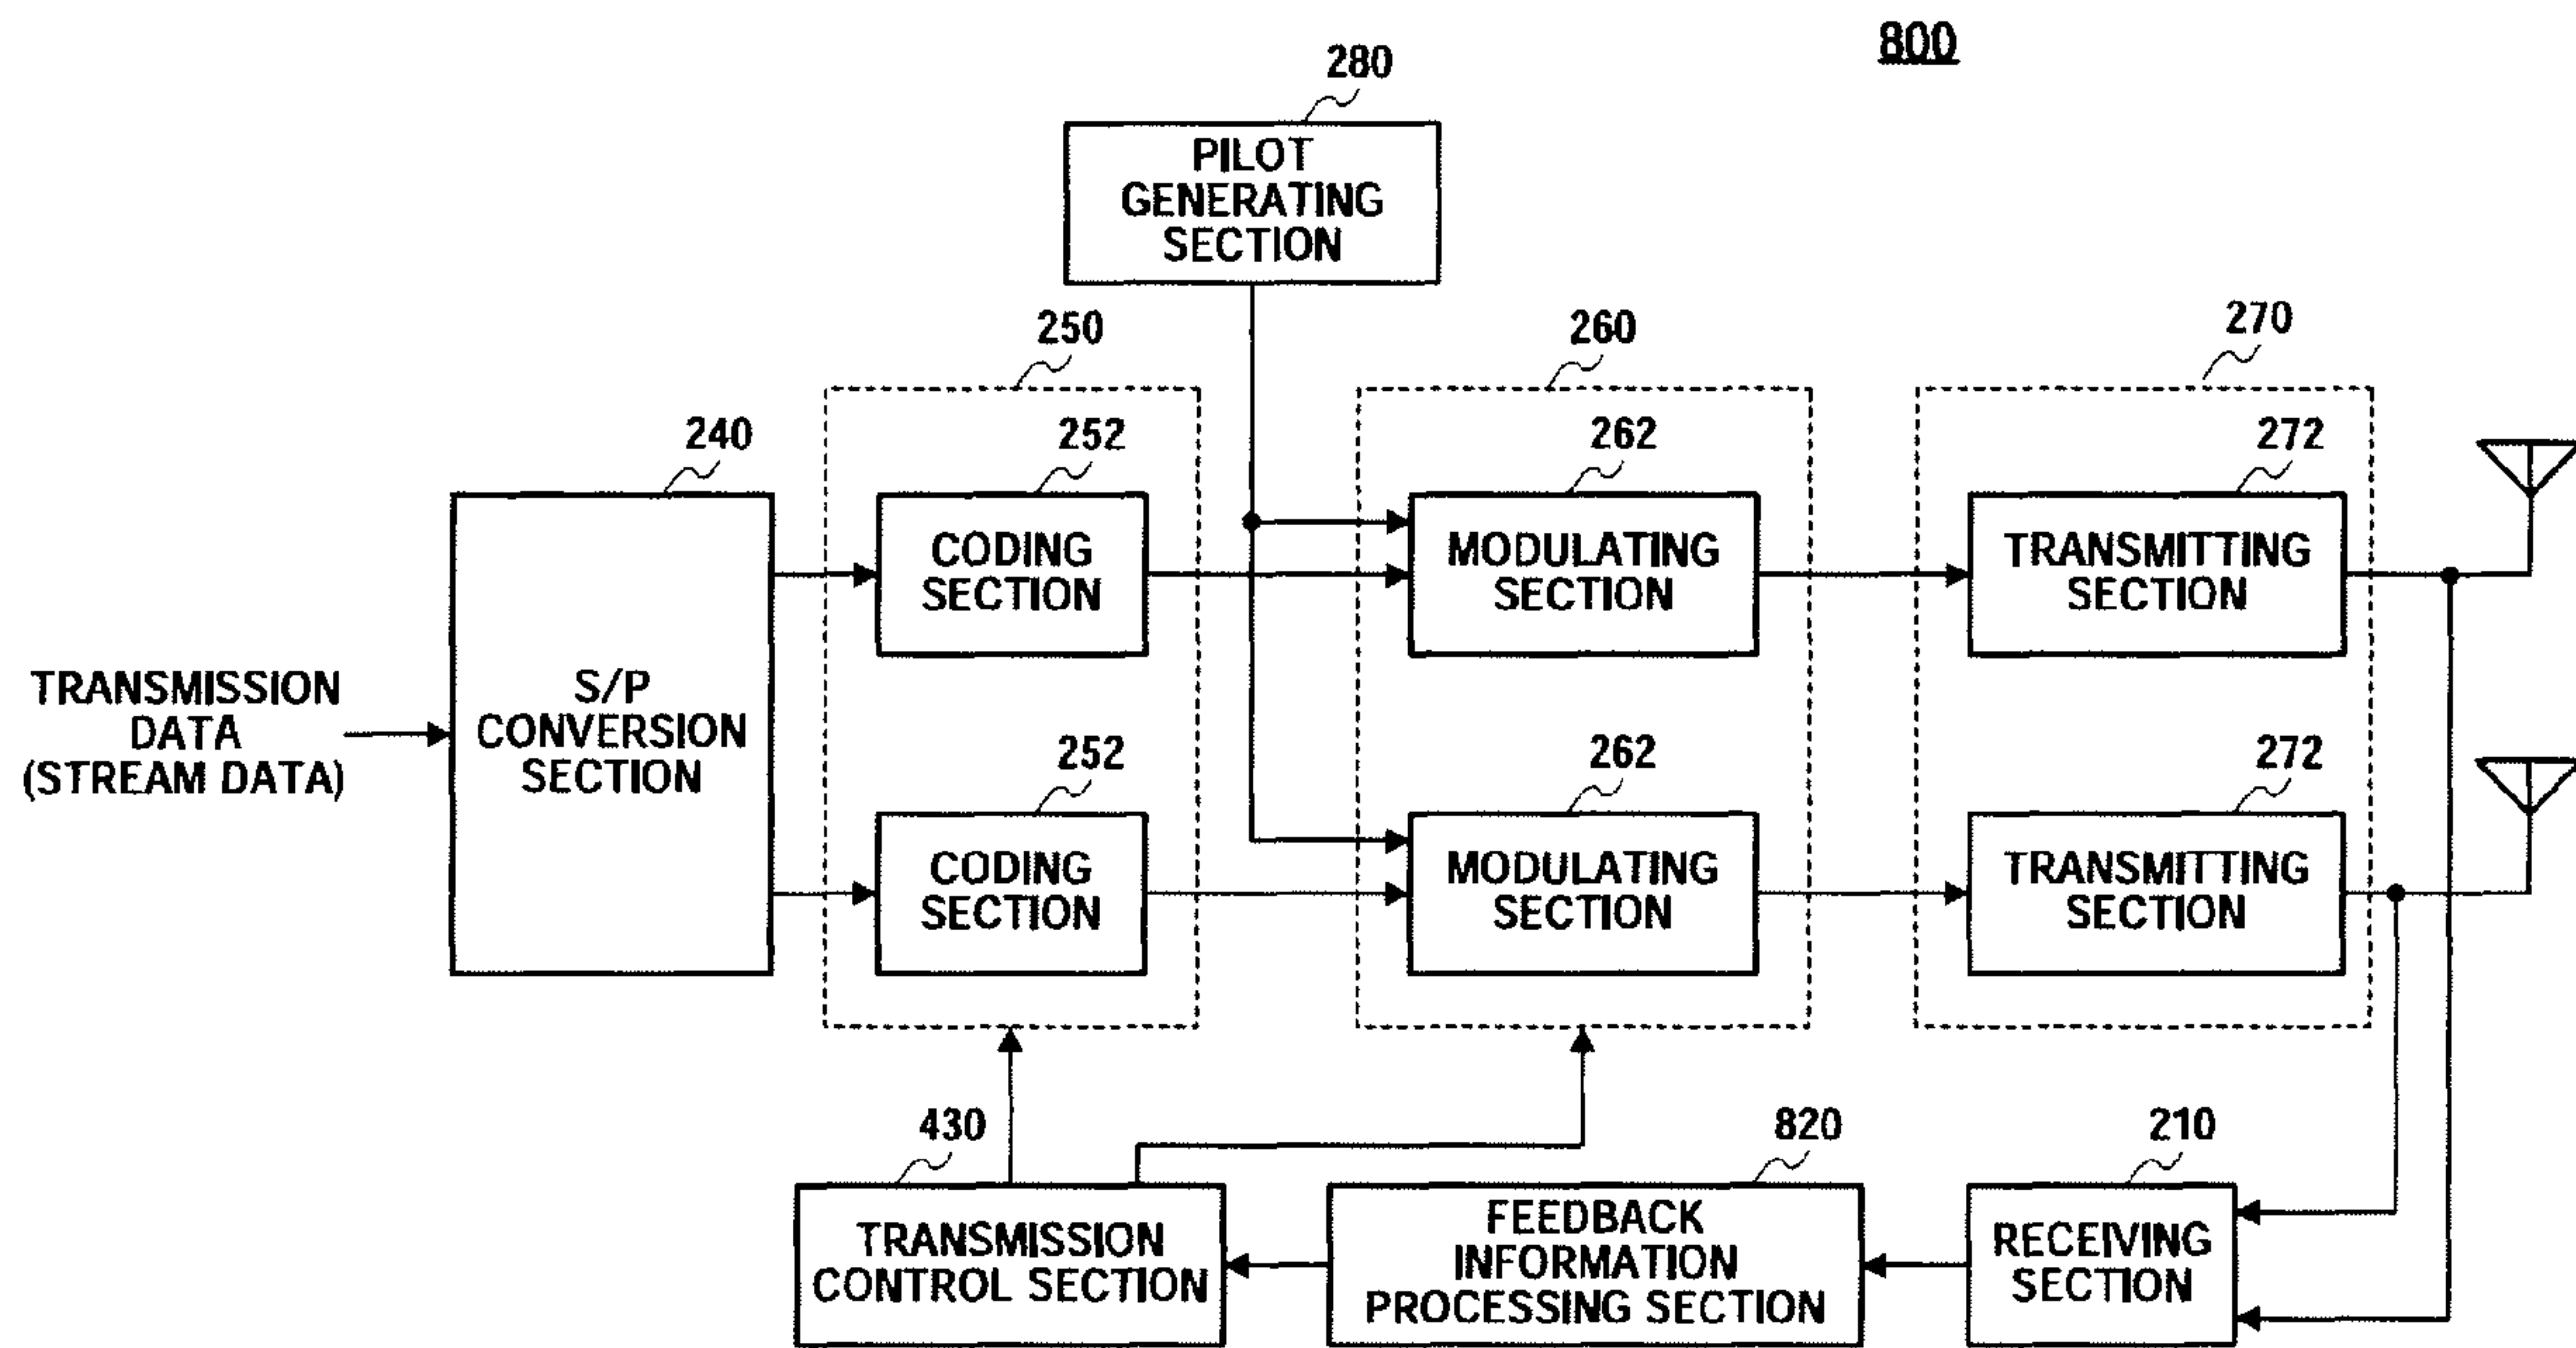 800
280
PILOT
GENERATING
SECTION
250
260
270
240
252
262
272
CODING
SECTION
MODULATING
SECTION
TRANSMITTING
SECTION
TRANSMISSION
DATA
(STREAM DATA)
S/P
CONVERSION
SECTION
252
262
272
CODING
SECTION
MODULATING
SECTION
TRANSMITTING
SECTION
430
820
210
TRANSMISSION
CONTROL SECTION
FEEDBACK
INFORMATION
PROCESSING SECTION
RECEIVING
SECTION